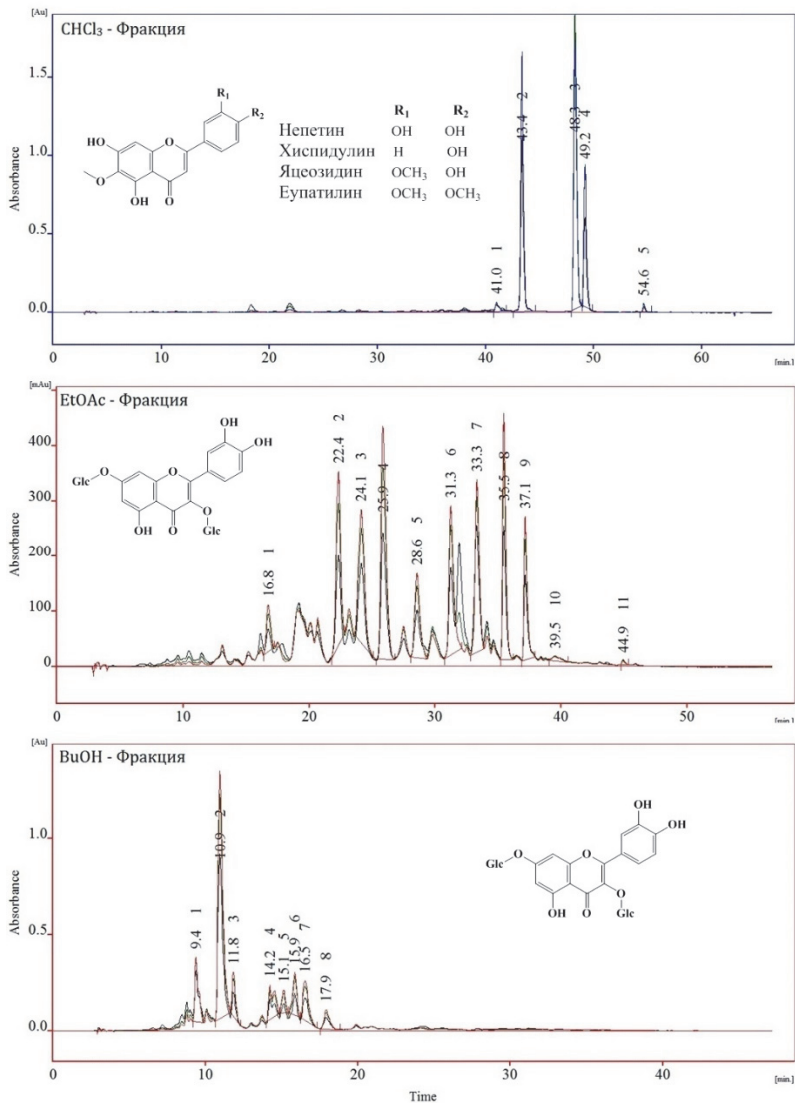 [Au]
CHCl₃ - Фракция
1.5
1.0
0.5
0.0
Absorbance
R₁
R₂
HO
O
O
OH
O
R₁ R₂
Непетин OH OH
Хиспидулин H OH
Яцеозидин OCH₃ OH
Еупатилин OCH₃ OCH₃
41.0 1
43.4 2
48.3 3
49.2 4
54.6 5
0 10 20 30 40 50 60
[min.]
[mAu]
EtOAc - Фракция
400
300
200
100
0
Absorbance
OH
OH
Glc
O
O
OH
O
O
Glc
16.8 1
22.4 2
24.1 3
25.9 4
28.6 5
31.3 6
33.3 7
35.5 8
37.1 9
39.5 10
44.9 11
0 10 20 30 40 50
[min.]
[Au]
BuOH - Фракция
1.0
0.5
0.0
Absorbance
OH
OH
Glc
O
O
OH
O
O
Glc
9.4 1
10.9 2
11.8 3
14.2 4
15.1 5
15.9 6
16.5 7
17.9 8
0 10 20 30 40
[min.]
Time